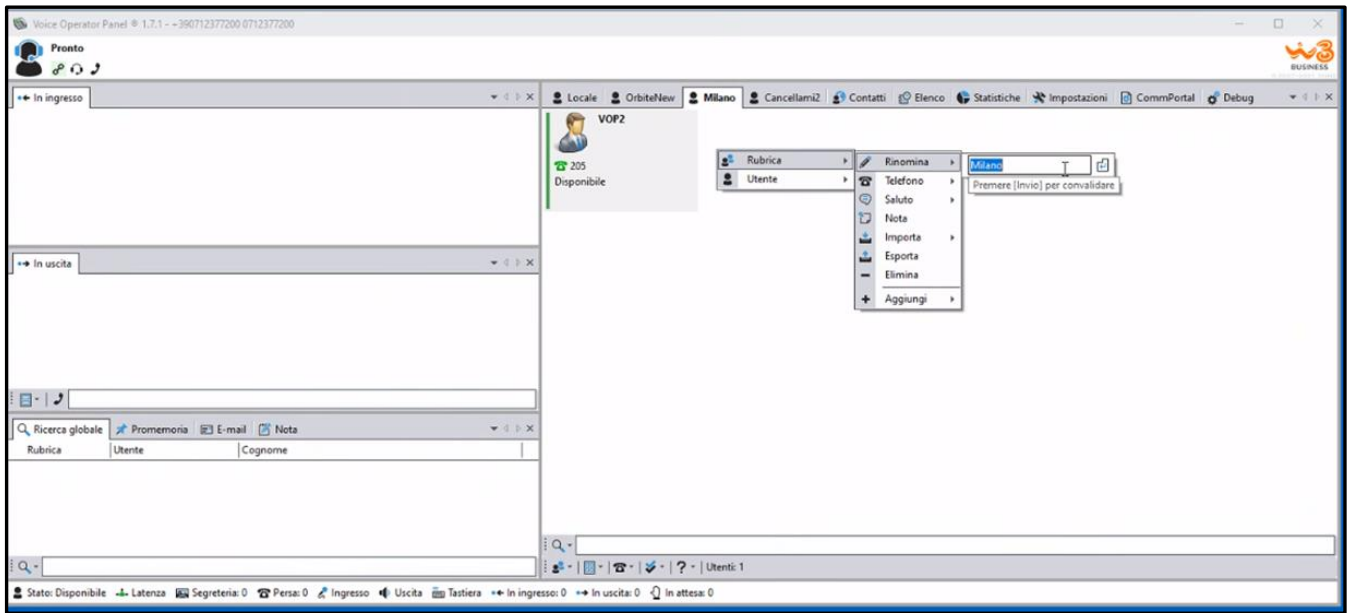 Voice Operator Panel ® 1.7.1 - +390712377200 0712377200
Pronto
W3
BUSINESS
In ingresso
Locale OrbiteNew Milano Cancellami2 Contatti Elenco Statistiche Impostazioni CommPortal Debug
VOP2
205
Disponibile
Rubrica
Utente
Rinomina
Telefono
Saluto
Nota
Importa
Esporta
Elimina
Aggiungi
Milano
Premere [Invio] per convalidare
In uscita
Ricerca globale Promemoria E-mail Nota
Rubrica Utente Cognome
Utenti: 1
Stato: Disponibile Latenza Segreteria: 0 Persa: 0 Ingresso Uscita Tastiera In ingresso: 0 In uscita: 0 In attesa: 0